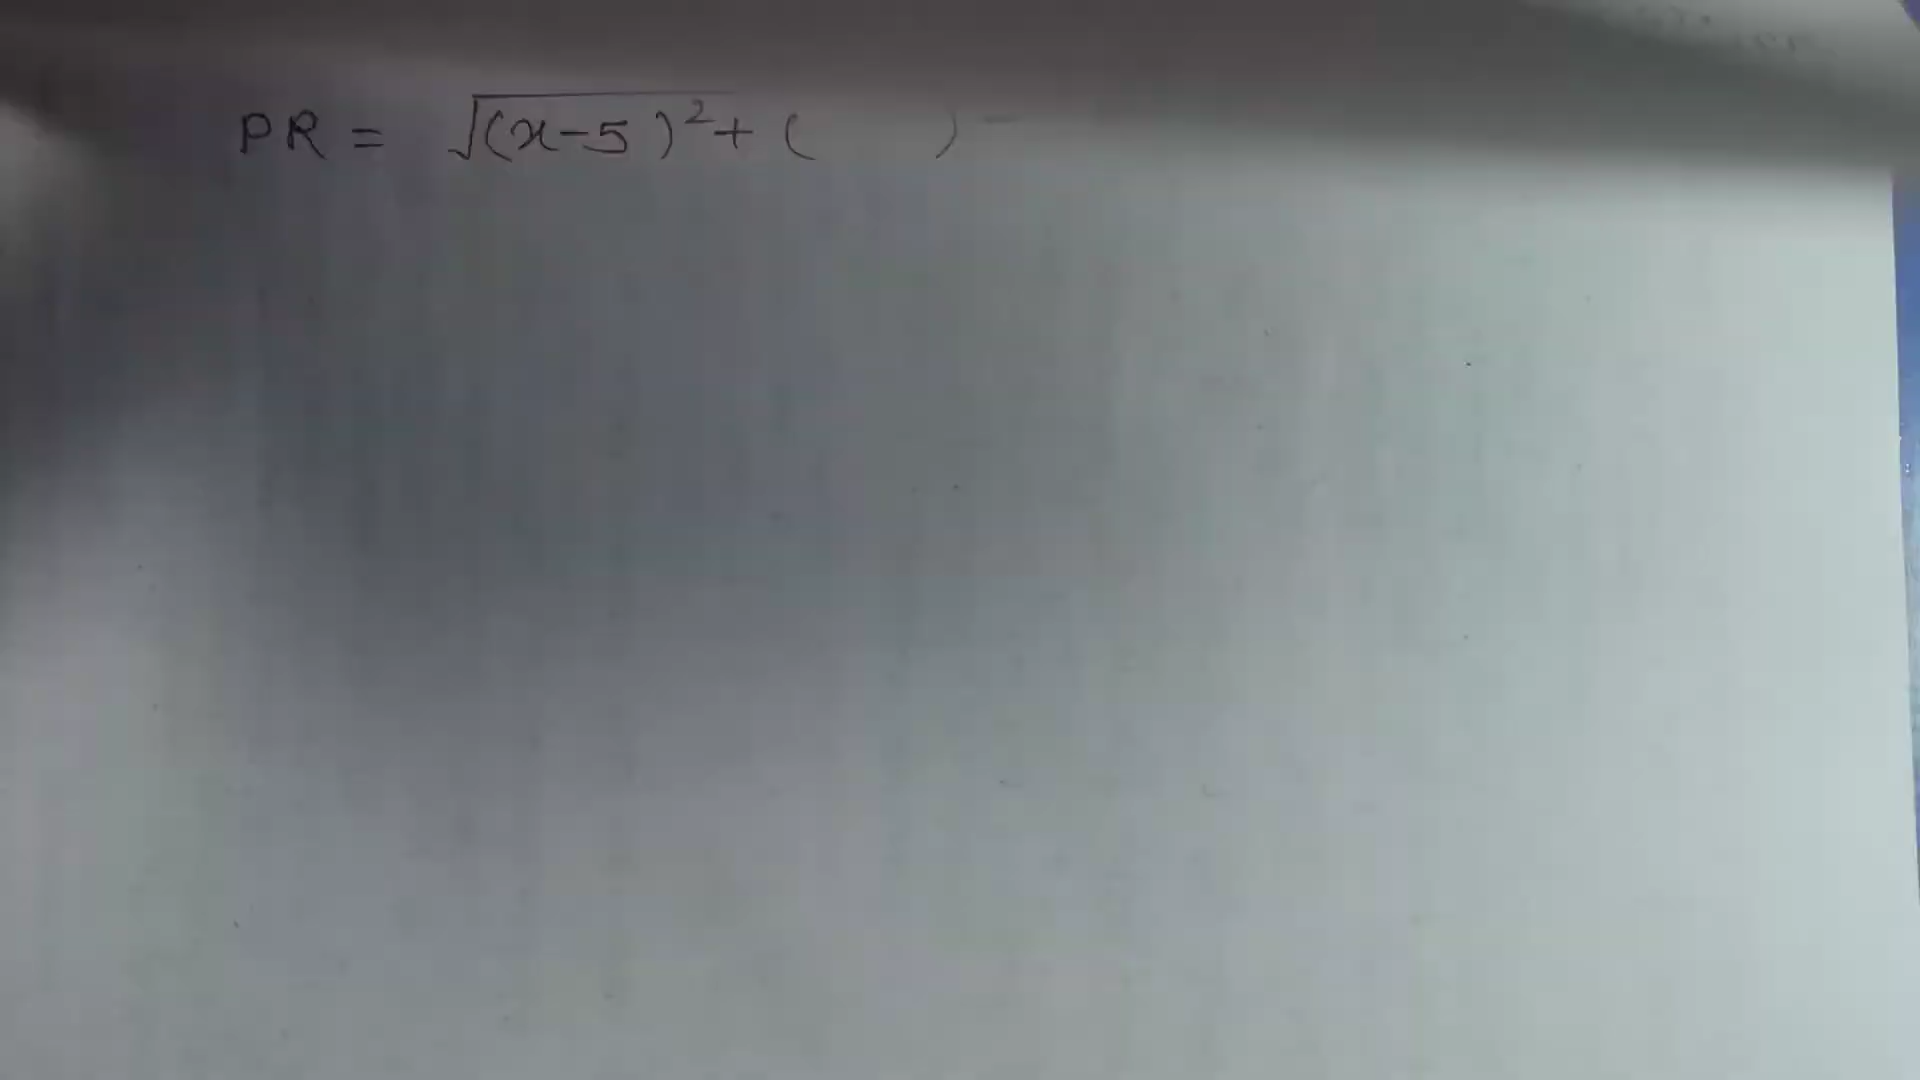 PR = √(x-5)²+( )